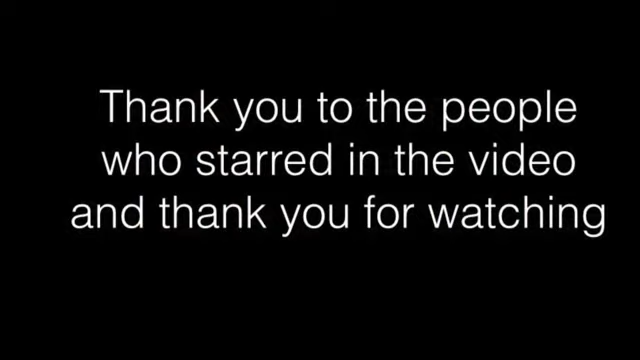 Thank you to the people
who starred in the video
and thank you for watching